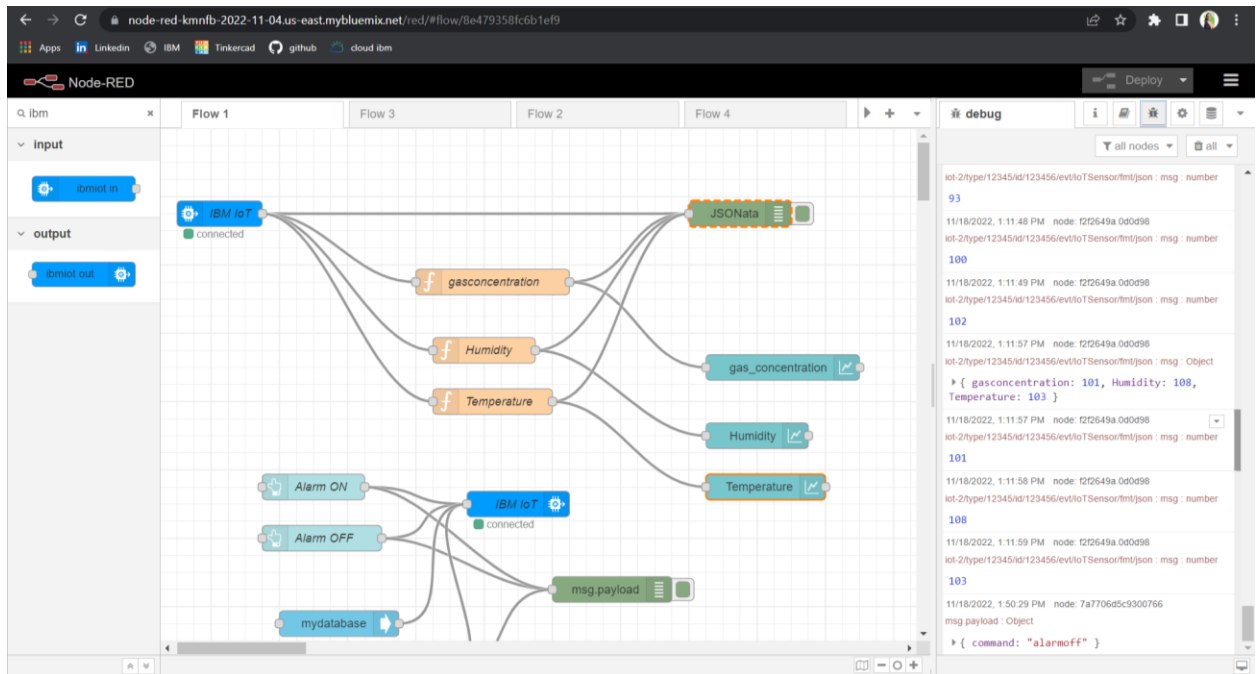 node-red-kmnfb-2022-11-04.us-east.mybluemix.net/red/#flow/8e479358fc6b1ef9
Apps Linkedin IBM Tinkercad github cloud ibm
Node-RED
Deploy
ibm
Flow 1 Flow 3 Flow 2 Flow 4
debug
i
all nodes
all
input
ibmiot in
output
ibmiot out
IBM IoT
connected
JSONata
gasconcentration
Humidity
Temperature
gas_concentration
Humidity
Temperature
Alarm ON
Alarm OFF
IBM IoT
connected
msg.payload
mydatabase
iot-2/type/12345/id/123456/evt/IoTSensor/fmt/json : msg : number
93
11/18/2022, 1:11:48 PM node: f2f2649a.0d0d98
iot-2/type/12345/id/123456/evt/IoTSensor/fmt/json : msg : number
100
11/18/2022, 1:11:49 PM node: f2f2649a.0d0d98
iot-2/type/12345/id/123456/evt/IoTSensor/fmt/json : msg : number
102
11/18/2022, 1:11:57 PM node: f2f2649a.0d0d98
iot-2/type/12345/id/123456/evt/IoTSensor/fmt/json : msg : Object
{ gasconcentration: 101, Humidity: 108,
Temperature: 103 }
11/18/2022, 1:11:57 PM node: f2f2649a.0d0d98
iot-2/type/12345/id/123456/evt/IoTSensor/fmt/json : msg : number
101
11/18/2022, 1:11:58 PM node: f2f2649a.0d0d98
iot-2/type/12345/id/123456/evt/IoTSensor/fmt/json : msg : number
108
11/18/2022, 1:11:59 PM node: f2f2649a.0d0d98
iot-2/type/12345/id/123456/evt/IoTSensor/fmt/json : msg : number
103
11/18/2022, 1:50:29 PM node: 7a7706d5c9300766
msg.payload : Object
{ command: "alarmoff" }